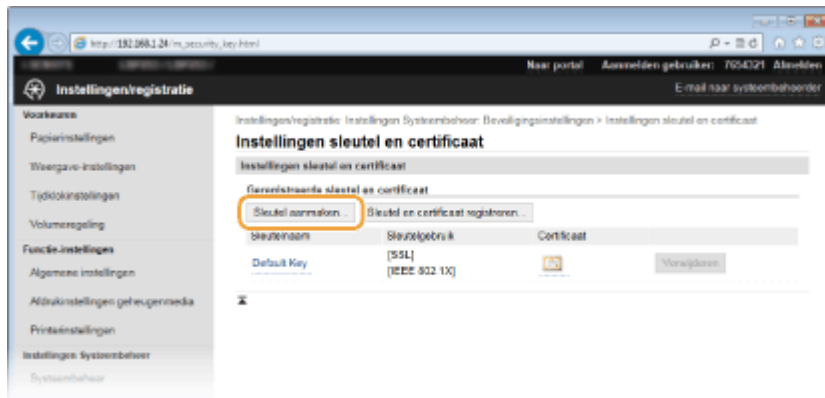 http://192.168.1.24/m_security_key.html
Naar portal Aanmelden gebruiker: 7654321 Afmelden
Instellingen/registratie
E-mail naar systeembeheerder
Voorkeuren
Papierinstellingen
Weergave-instellingen
Tijdklokinstellingen
Volumeregeling
Functie-instellingen
Algemene instellingen
Afdrukinstellingen geheugenmedia
Printerinstellingen
Instellingen Systeembeheer
Systeembeheer
Instellingen/registratie: Instellingen Systeembeheer: Beveiligingsinstellingen > Instellingen sleutel en certificaat
Instellingen sleutel en certificaat
Instellingen sleutel en certificaat
Geregistreerde sleutel en certificaat
Sleutel aanmaken... Sleutel en certificaat registreren...
Sleutelnaam Sleutelgebruik Certificaat
Default Key [SSL] Verwijderen
[IEEE 802.1X]